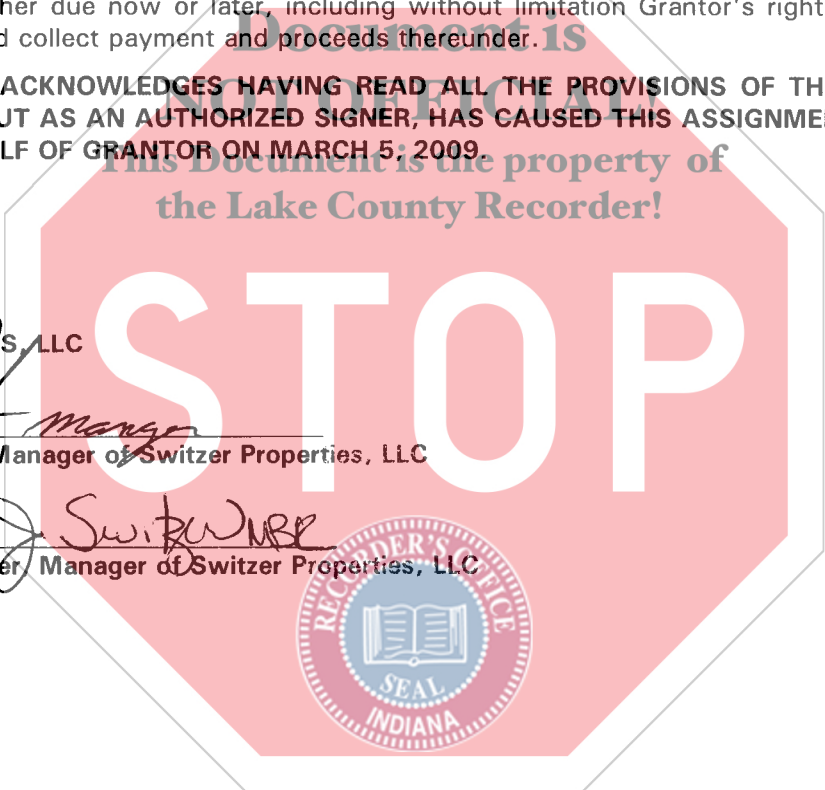 her due now or later, including without limitation Grantor's right
Document is
d collect payment and proceeds thereunder.
NOT OFFICIAL!
ACKNOWLEDGES HAVING READ ALL THE PROVISIONS OF TH
UT AS AN AUTHORIZED SIGNER, HAS CAUSED THIS ASSIGNME
LF OF GRANTOR ON MARCH 5, 2009.
This Document is the property of
the Lake County Recorder!
STOP
S, LLC
Manger
Manager of Switzer Properties, LLC
Switzer MBR
er, Manager of Switzer Properties, LLC
RECORDER'S OFFICE
SEAL
INDIANA